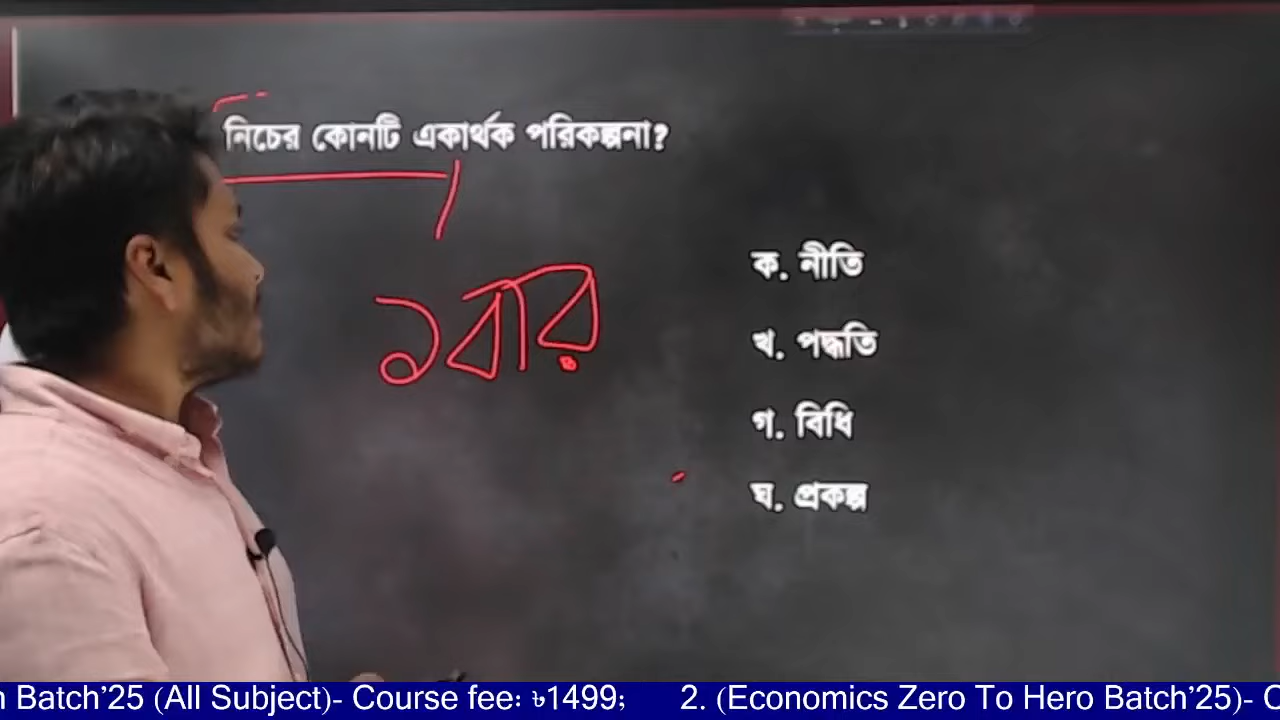 নিচের কোনটি একার্থক পরিকল্পনা?
১বার
ক. নীতি
খ. পদ্ধতি
গ. বিধি
ঘ. প্রকল্প
Batch’25 (All Subject)- Course fee: ৳1499; 2. (Economics Zero To Hero Batch'25)-